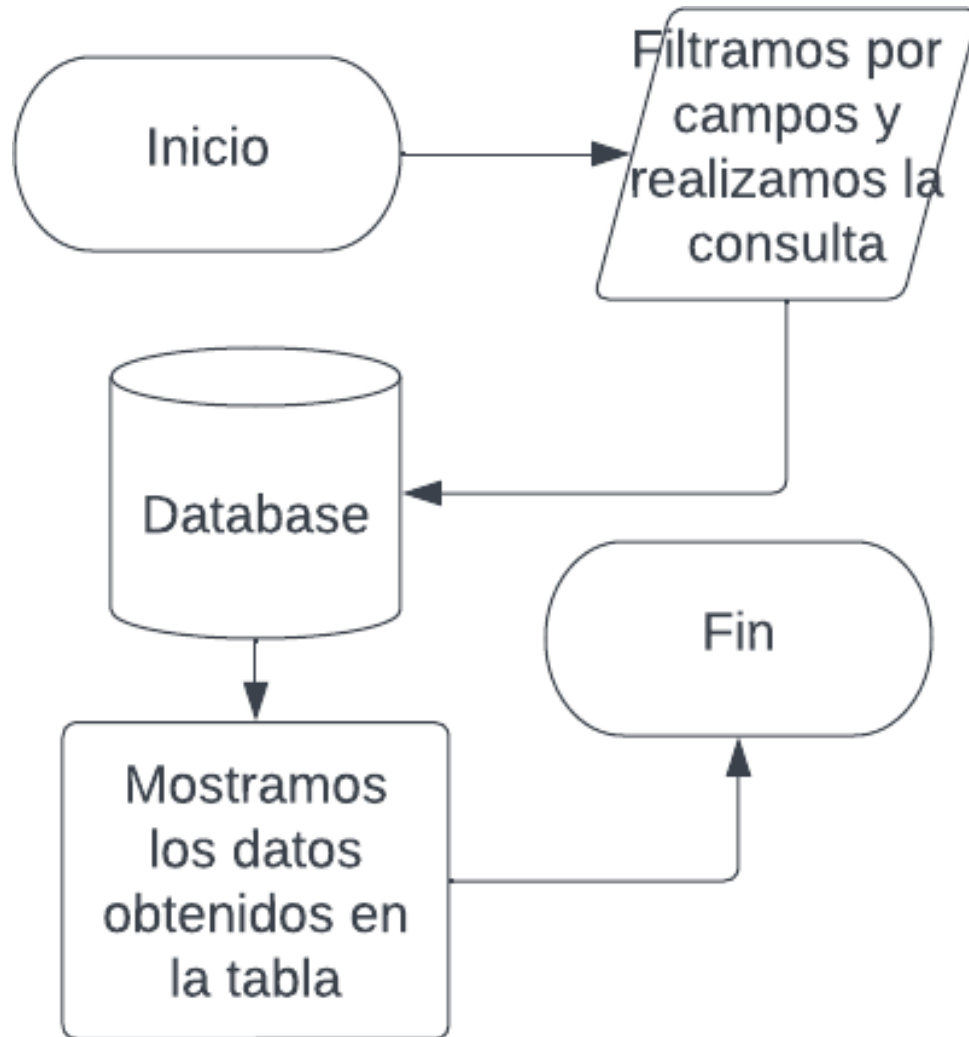 Inicio
Filtramos por
campos y
realizamos la
consulta
Database
Fin
Mostramos
los datos
obtenidos en
la tabla